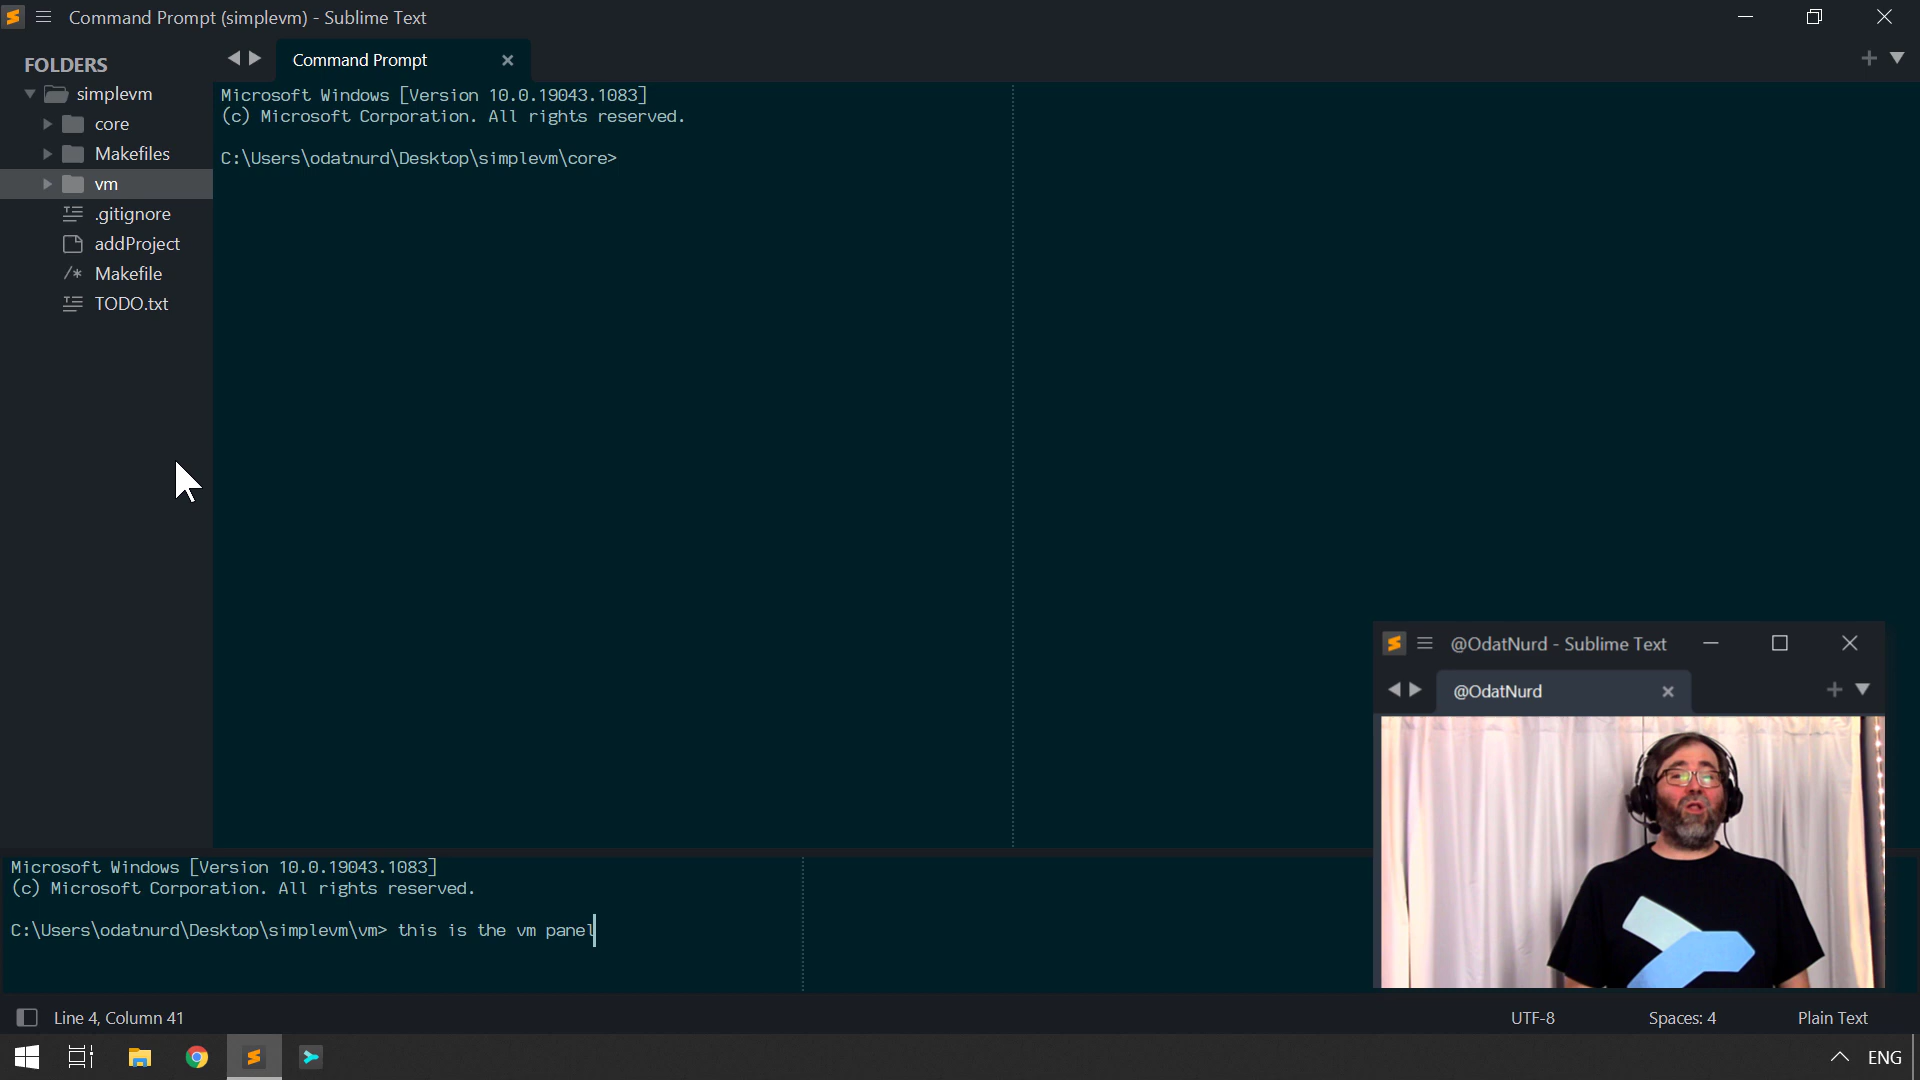 Command Prompt (simplevm) - Sublime Text
FOLDERS
simplevm
core
Makefiles
vm
.gitignore
addProject
Makefile
TODO.txt
Command Prompt
Microsoft Windows [Version 10.0.19043.1083]
(c) Microsoft Corporation. All rights reserved.
C:\Users\odatnurd\Desktop\simplevm\core>
@OdatNurd - Sublime Text
@OdatNurd
Microsoft Windows [Version 10.0.19043.1083]
(c) Microsoft Corporation. All rights reserved.
C:\Users\odatnurd\Desktop\simplevm\vm> this is the vm panel
Line 4, Column 41
UTF-8
Spaces: 4
Plain Text
ENG